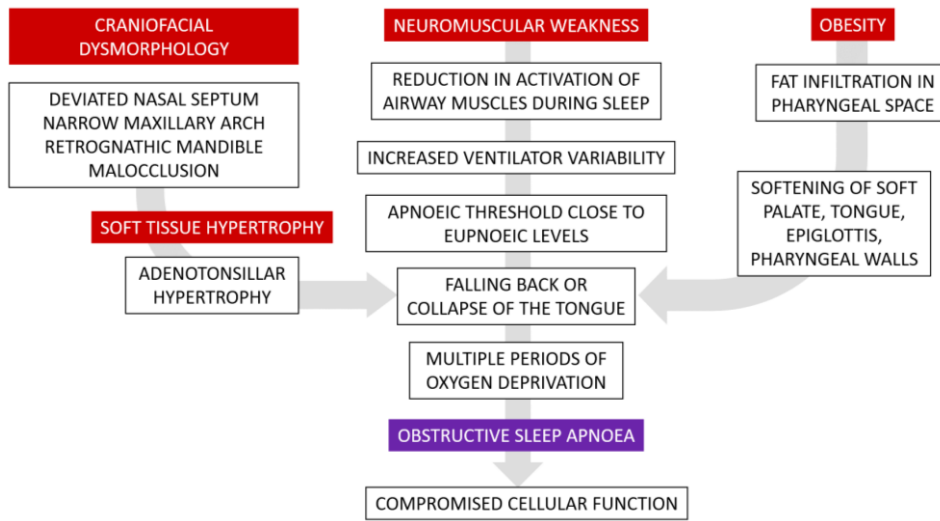 CRANIOFACIAL
DYSMORPHOLOGY
DEVIATED NASAL SEPTUM
NARROW MAXILLARY ARCH
RETROGNATHIC MANDIBLE
MALOCCLUSION
SOFT TISSUE HYPERTROPHY
ADENOTONSILLAR
HYPERTROPHY
NEUROMUSCULAR WEAKNESS
REDUCTION IN ACTIVATION OF
AIRWAY MUSCLES DURING SLEEP
INCREASED VENTILATOR VARIABILITY
APNOEIC THRESHOLD CLOSE TO
EUPNOEIC LEVELS
FALLING BACK OR
COLLAPSE OF THE TONGUE
MULTIPLE PERIODS OF
OXYGEN DEPRIVATION
OBSTRUCTIVE SLEEP APNOEA
COMPROMISED CELLULAR FUNCTION
OBESITY
FAT INFILTRATION IN
PHARYNGEAL SPACE
SOFTENING OF SOFT
PALATE, TONGUE,
EPIGLOTTIS,
PHARYNGEAL WALLS